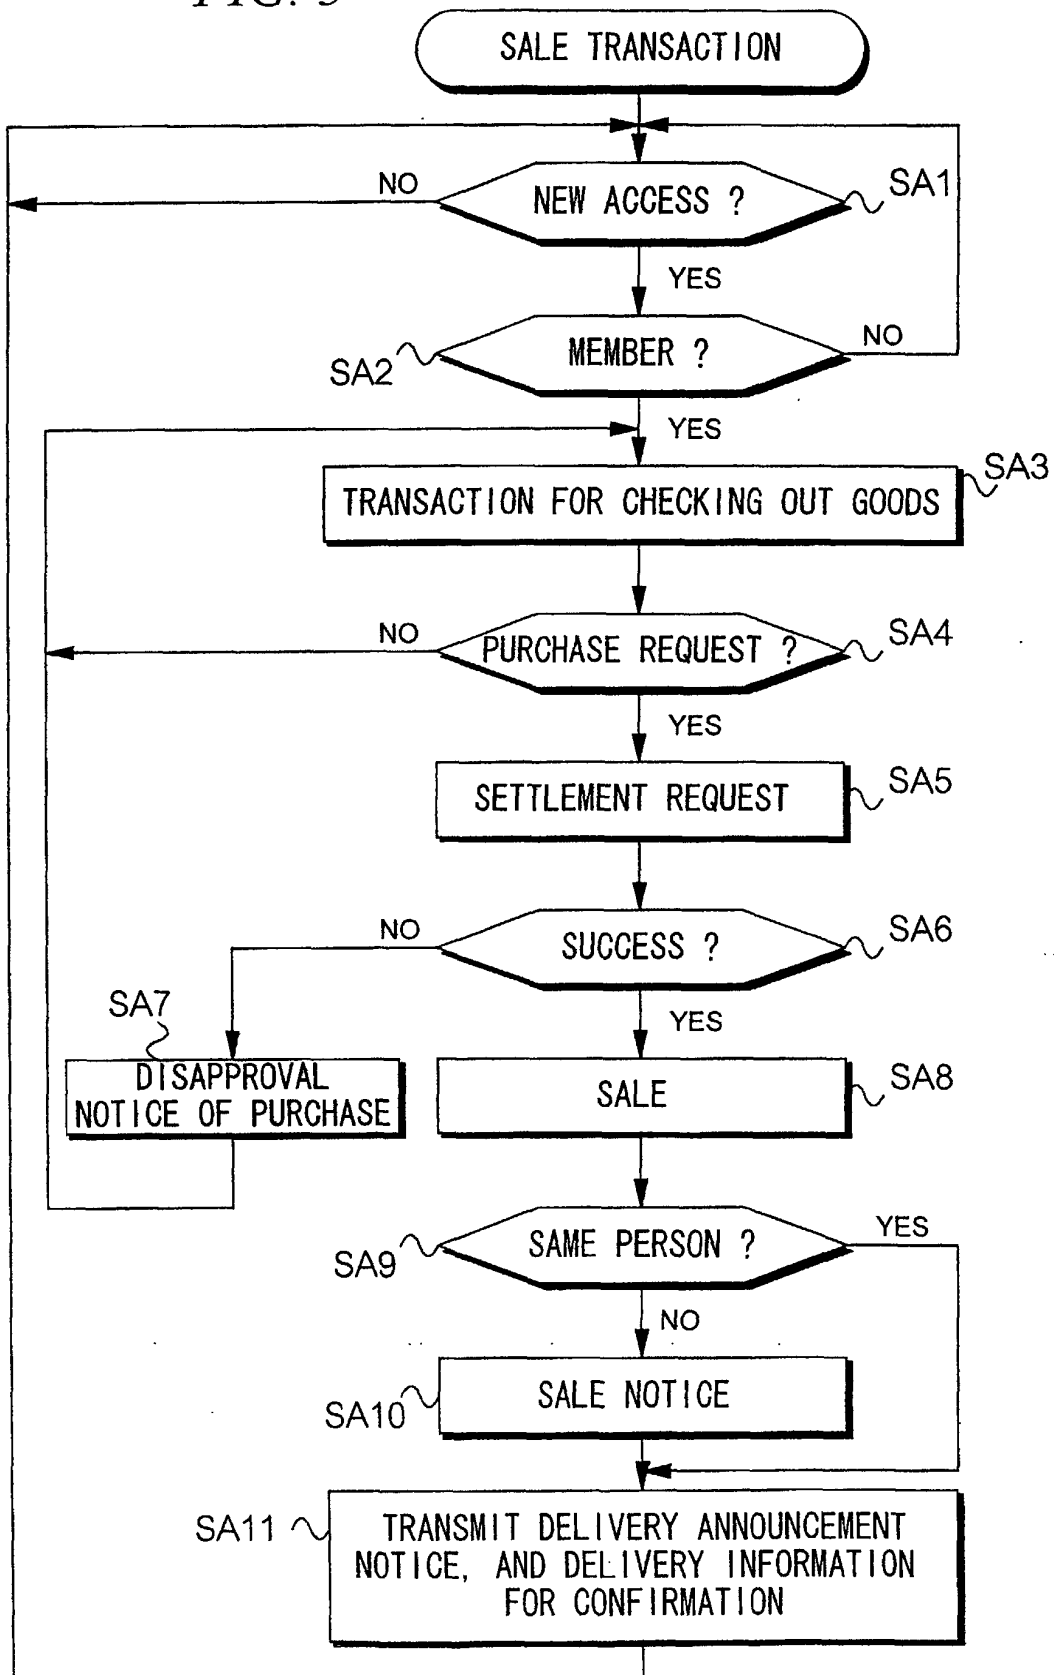 SALE TRANSACTION
NO
NEW ACCESS ?
SA1
YES
SA2
MEMBER ?
NO
YES
SA3
TRANSACTION FOR CHECKING OUT GOODS
NO
PURCHASE REQUEST ?
SA4
YES
SETTLEMENT REQUEST
SA5
NO
SUCCESS ?
SA6
YES
SA7
DISAPPROVAL
NOTICE OF PURCHASE
SALE
SA8
SA9
SAME PERSON ?
YES
NO
SA10
SALE NOTICE
SA11
TRANSMIT DELIVERY ANNOUNCEMENT
NOTICE, AND DELIVERY INFORMATION
FOR CONFIRMATION